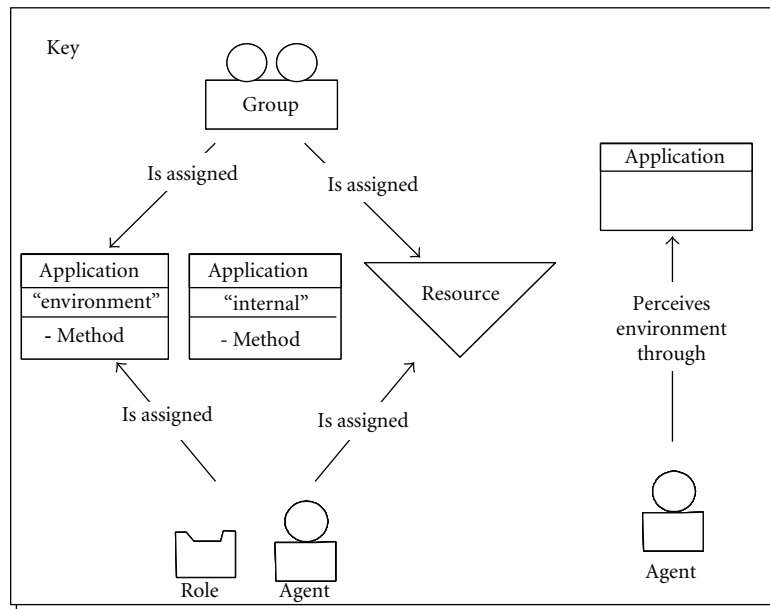 Key
Group
Is assigned
Is assigned
Application
"environment"
- Method
Application
"internal"
- Method
Resource
Is assigned
Is assigned
Role
Agent
Application
Perceives
environment
through
Agent